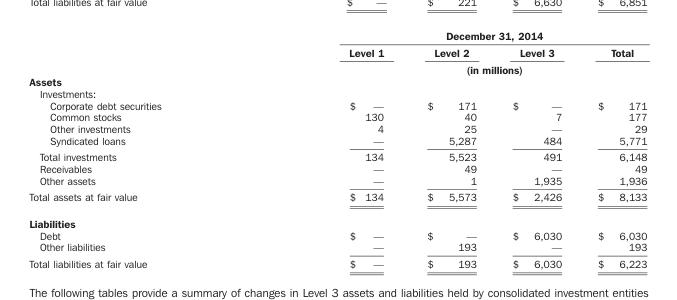 Total liabilities at fair value $ — $ 221 $ 6,630 $ 6,851
December 31, 2014
Level 1 Level 2 Level 3 Total
(in millions)
Assets
Investments:
Corporate debt securities $ — $ 171 $ — $ 171
Common stocks 130 40 7 177
Other investments 4 25 — 29
Syndicated loans — 5,287 484 5,771
Total investments 134 5,523 491 6,148
Receivables — 49 — 49
Other assets — 1 1,935 1,936
Total assets at fair value $ 134 $ 5,573 $ 2,426 $ 8,133
Liabilities
Debt $ — $ — $ 6,030 $ 6,030
Other liabilities — 193 — 193
Total liabilities at fair value $ — $ 193 $ 6,030 $ 6,223
The following tables provide a summary of changes in Level 3 assets and liabilities held by consolidated investment entities